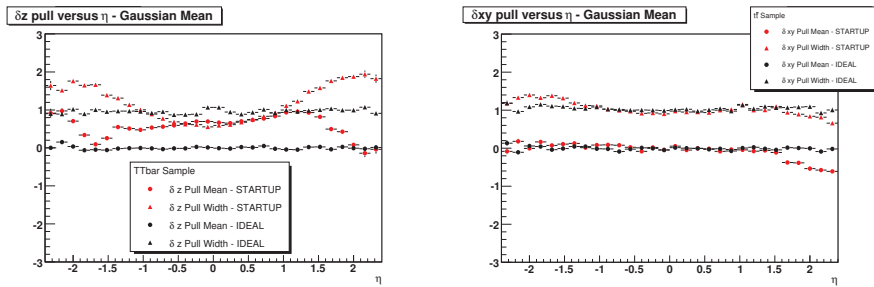 δz pull versus η - Gaussian Mean
3
2
1
0
-1
-2
-3
-2 -1.5 -1 -0.5 0 0.5 1 1.5 2
η
TTbar Sample
δ z Pull Mean - STARTUP
δ z Pull Width - STARTUP
δ z Pull Mean - IDEAL
δ z Pull Width - IDEAL
δxy pull versus η - Gaussian Mean
3
2
1
0
-1
-2
-3
-2 -1.5 -1 -0.5 0 0.5 1 1.5 2
η
tt̄ Sample
δ xy Pull Mean - STARTUP
δ xy Pull Width - STARTUP
δ xy Pull Mean - IDEAL
δ xy Pull Width - IDEAL